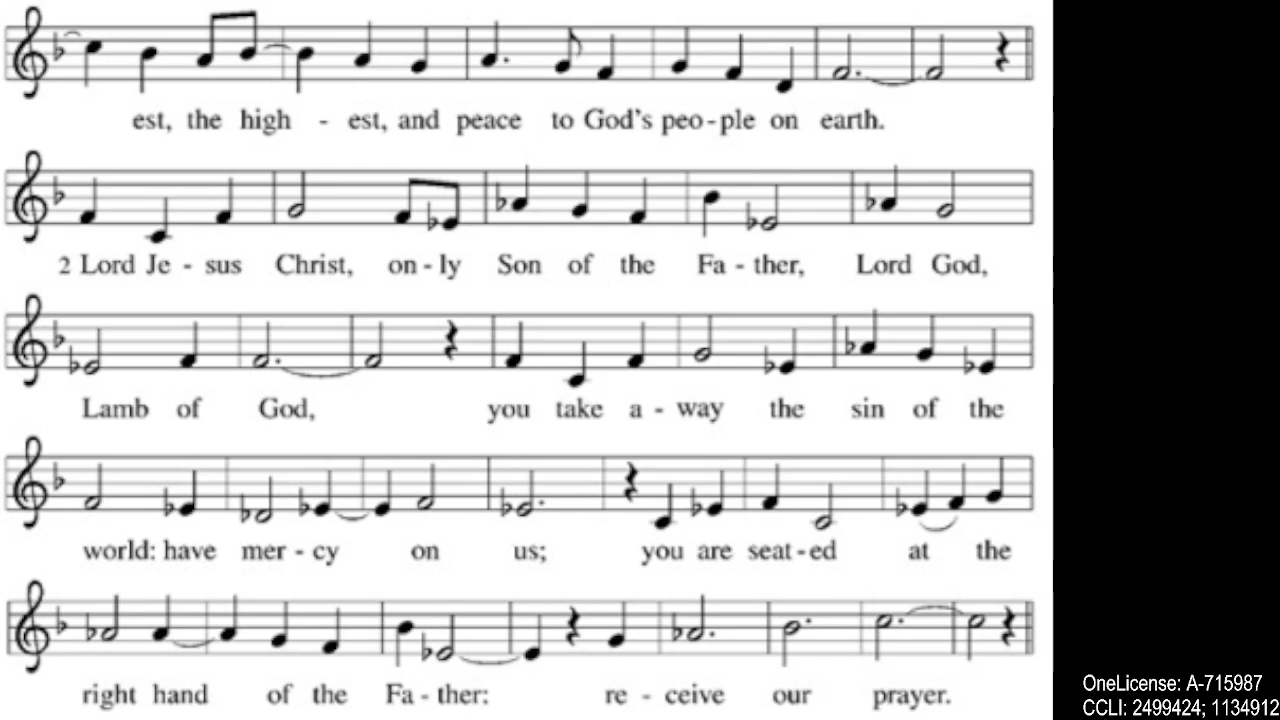 est, the high - est, and peace to God's peo - ple on earth.
2 Lord Je - sus Christ, on - ly Son of the Fa - ther, Lord God,
Lamb of God, you take a - way the sin of the
world: have mer - cy on us; you are seat - ed at the
right hand of the Fa - ther: re - ceive our prayer.
OneLicense: A-715987
CCLI: 2499424; 1134912